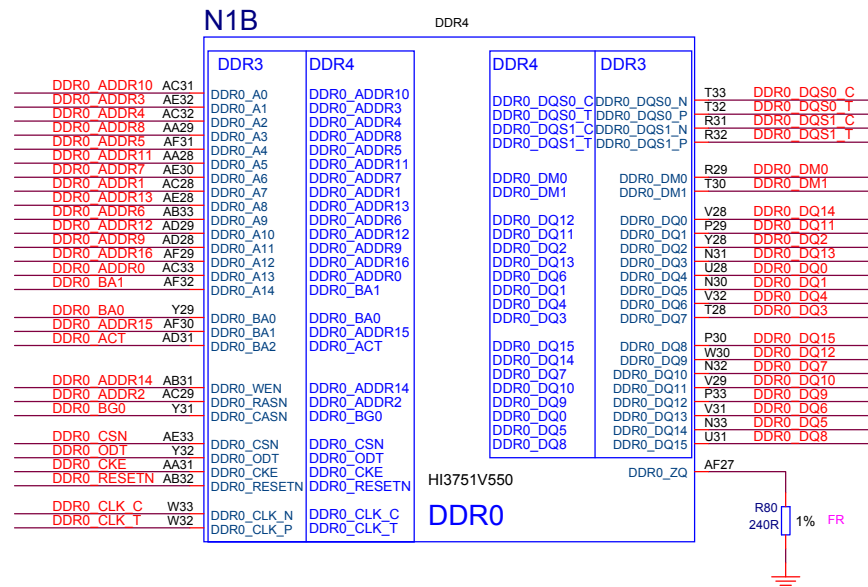 N1B
DDR4
DDR3 DDR4 DDR4 DDR3
DDR0_ADDR10 AC31 DDR0_A0 DDR0_ADDR10
DDR0_ADDR3 AE32 DDR0_A1 DDR0_ADDR3
DDR0_ADDR4 AC32 DDR0_A2 DDR0_ADDR4
DDR0_ADDR8 AA29 DDR0_A3 DDR0_ADDR8
DDR0_ADDR5 AF31 DDR0_A4 DDR0_ADDR5
DDR0_ADDR11 AA28 DDR0_A5 DDR0_ADDR11
DDR0_ADDR7 AE30 DDR0_A6 DDR0_ADDR7
DDR0_ADDR1 AC28 DDR0_A7 DDR0_ADDR1
DDR0_ADDR13 AE28 DDR0_A8 DDR0_ADDR13
DDR0_ADDR6 AB33 DDR0_A9 DDR0_ADDR6
DDR0_ADDR12 AD29 DDR0_A10 DDR0_ADDR12
DDR0_ADDR9 AD28 DDR0_A11 DDR0_ADDR9
DDR0_ADDR16 AF29 DDR0_A12 DDR0_ADDR16
DDR0_ADDR0 AC33 DDR0_A13 DDR0_ADDR0
DDR0_BA1 AF32 DDR0_A14 DDR0_BA1
DDR0_BA0 Y29 DDR0_BA0 DDR0_BA0
DDR0_ADDR15 AF30 DDR0_BA1 DDR0_ADDR15
DDR0_ACT AD31 DDR0_BA2 DDR0_ACT
DDR0_ADDR14 AB31 DDR0_WEN DDR0_ADDR14
DDR0_ADDR2 AC29 DDR0_RASN DDR0_ADDR2
DDR0_BG0 Y31 DDR0_CASN DDR0_BG0
DDR0_CSN AE33 DDR0_CSN DDR0_CSN
DDR0_ODT Y32 DDR0_ODT DDR0_ODT
DDR0_CKE AA31 DDR0_CKE DDR0_CKE
DDR0_RESETN AB32 DDR0_RESETN DDR0_RESETN
DDR0_CLK_C W33 DDR0_CLK_N DDR0_CLK_C
DDR0_CLK_T W32 DDR0_CLK_P DDR0_CLK_T
DDR0_DQS0_C DDR0_DQS0_N T33 DDR0_DQS0_C
DDR0_DQS0_T DDR0_DQS0_P T32 DDR0_DQS0_T
DDR0_DQS1_C DDR0_DQS1_N R31 DDR0_DQS1_C
DDR0_DQS1_T DDR0_DQS1_P R32 DDR0_DQS1_T
DDR0_DM0 DDR0_DM0 R29 DDR0_DM0
DDR0_DM1 DDR0_DM1 T30 DDR0_DM1
DDR0_DQ12 DDR0_DQ0 V28 DDR0_DQ14
DDR0_DQ11 DDR0_DQ1 P29 DDR0_DQ11
DDR0_DQ2 DDR0_DQ2 Y28 DDR0_DQ2
DDR0_DQ13 DDR0_DQ3 N31 DDR0_DQ13
DDR0_DQ6 DDR0_DQ4 U28 DDR0_DQ0
DDR0_DQ1 DDR0_DQ5 N30 DDR0_DQ1
DDR0_DQ4 DDR0_DQ6 V32 DDR0_DQ4
DDR0_DQ3 DDR0_DQ7 T28 DDR0_DQ3
DDR0_DQ15 DDR0_DQ8 P30 DDR0_DQ15
DDR0_DQ14 DDR0_DQ9 W30 DDR0_DQ12
DDR0_DQ7 DDR0_DQ10 N32 DDR0_DQ7
DDR0_DQ10 DDR0_DQ11 V29 DDR0_DQ10
DDR0_DQ9 DDR0_DQ12 P33 DDR0_DQ9
DDR0_DQ0 DDR0_DQ13 V31 DDR0_DQ6
DDR0_DQ5 DDR0_DQ14 N33 DDR0_DQ5
DDR0_DQ8 DDR0_DQ15 U31 DDR0_DQ8
DDR0_ZQ AF27
HI3751V550
DDR0
R80
240R 1% FR